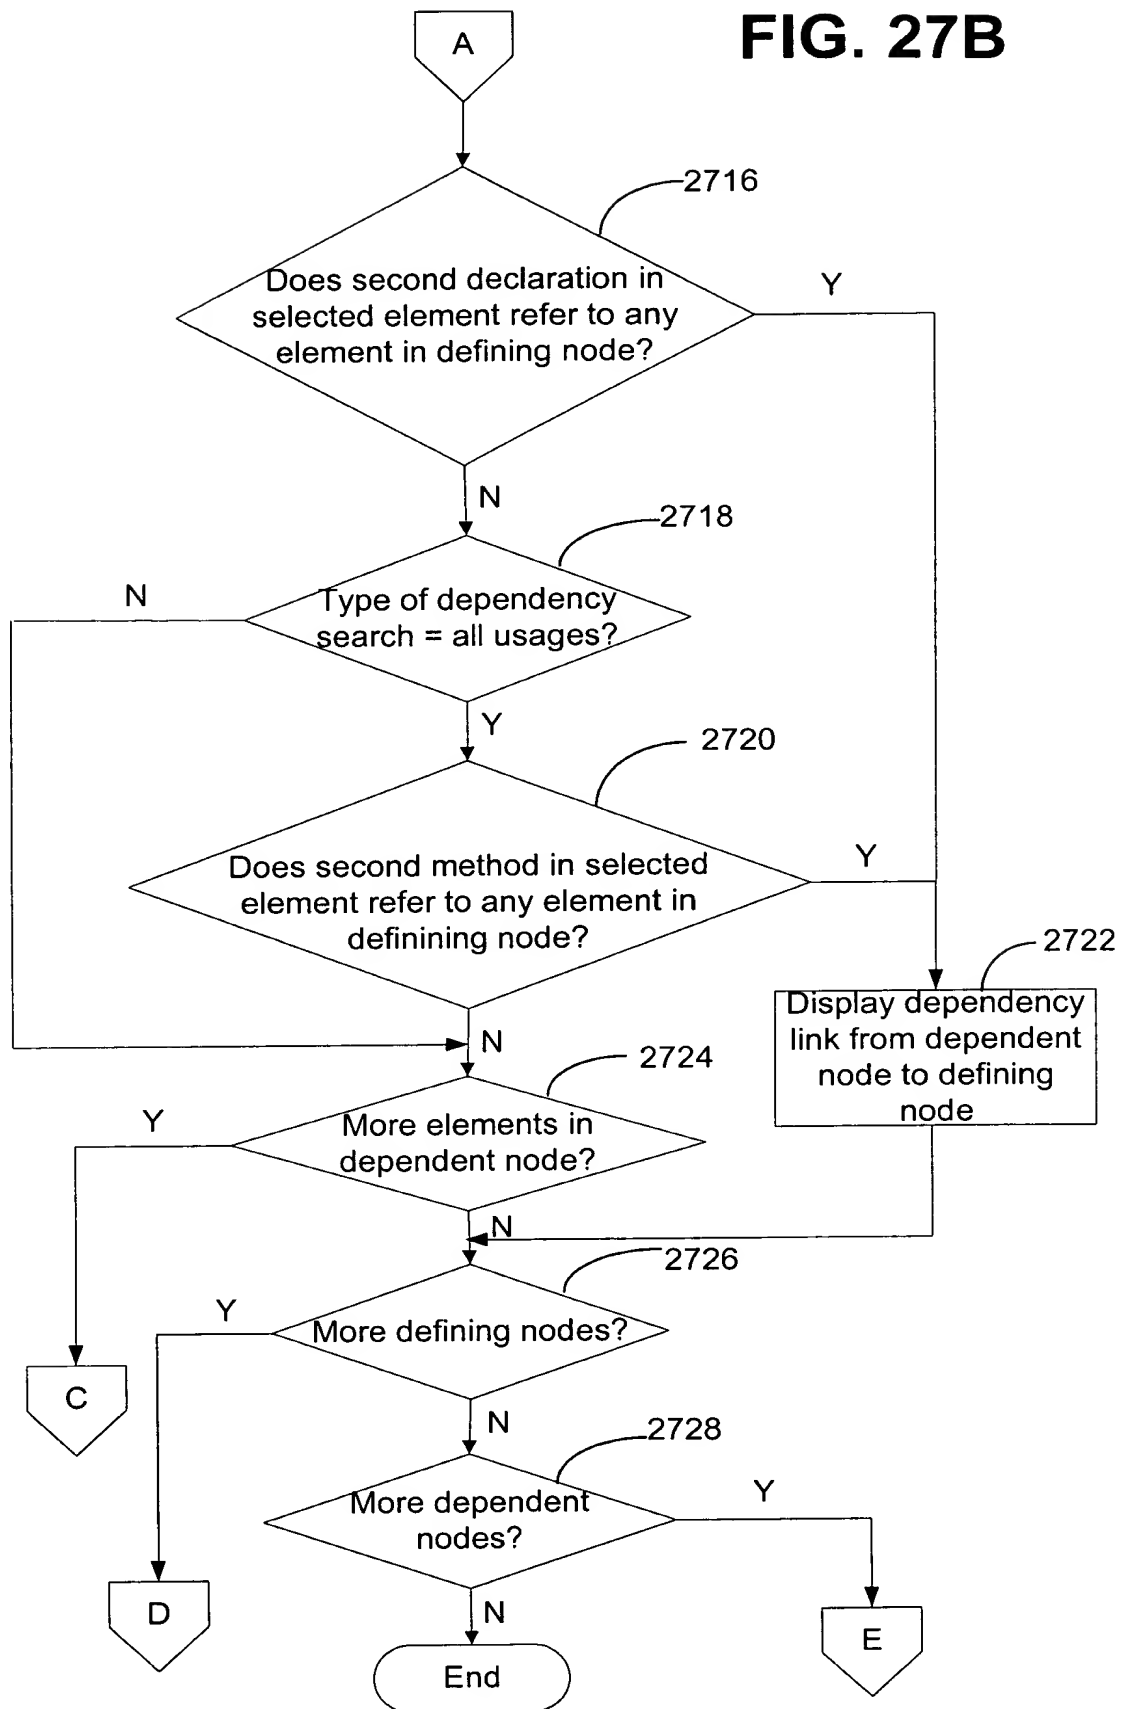 A
FIG. 27B
2716
Does second declaration in
selected element refer to any
element in defining node?
Y
N
2718
N
Type of dependency
search = all usages?
Y
2720
Does second method in selected
element refer to any element in
definining node?
Y
2722
Display dependency
link from dependent
node to defining
node
N
2724
Y
More elements in
dependent node?
N
2726
Y
More defining nodes?
C
N
2728
More dependent
nodes?
Y
D
N
E
End